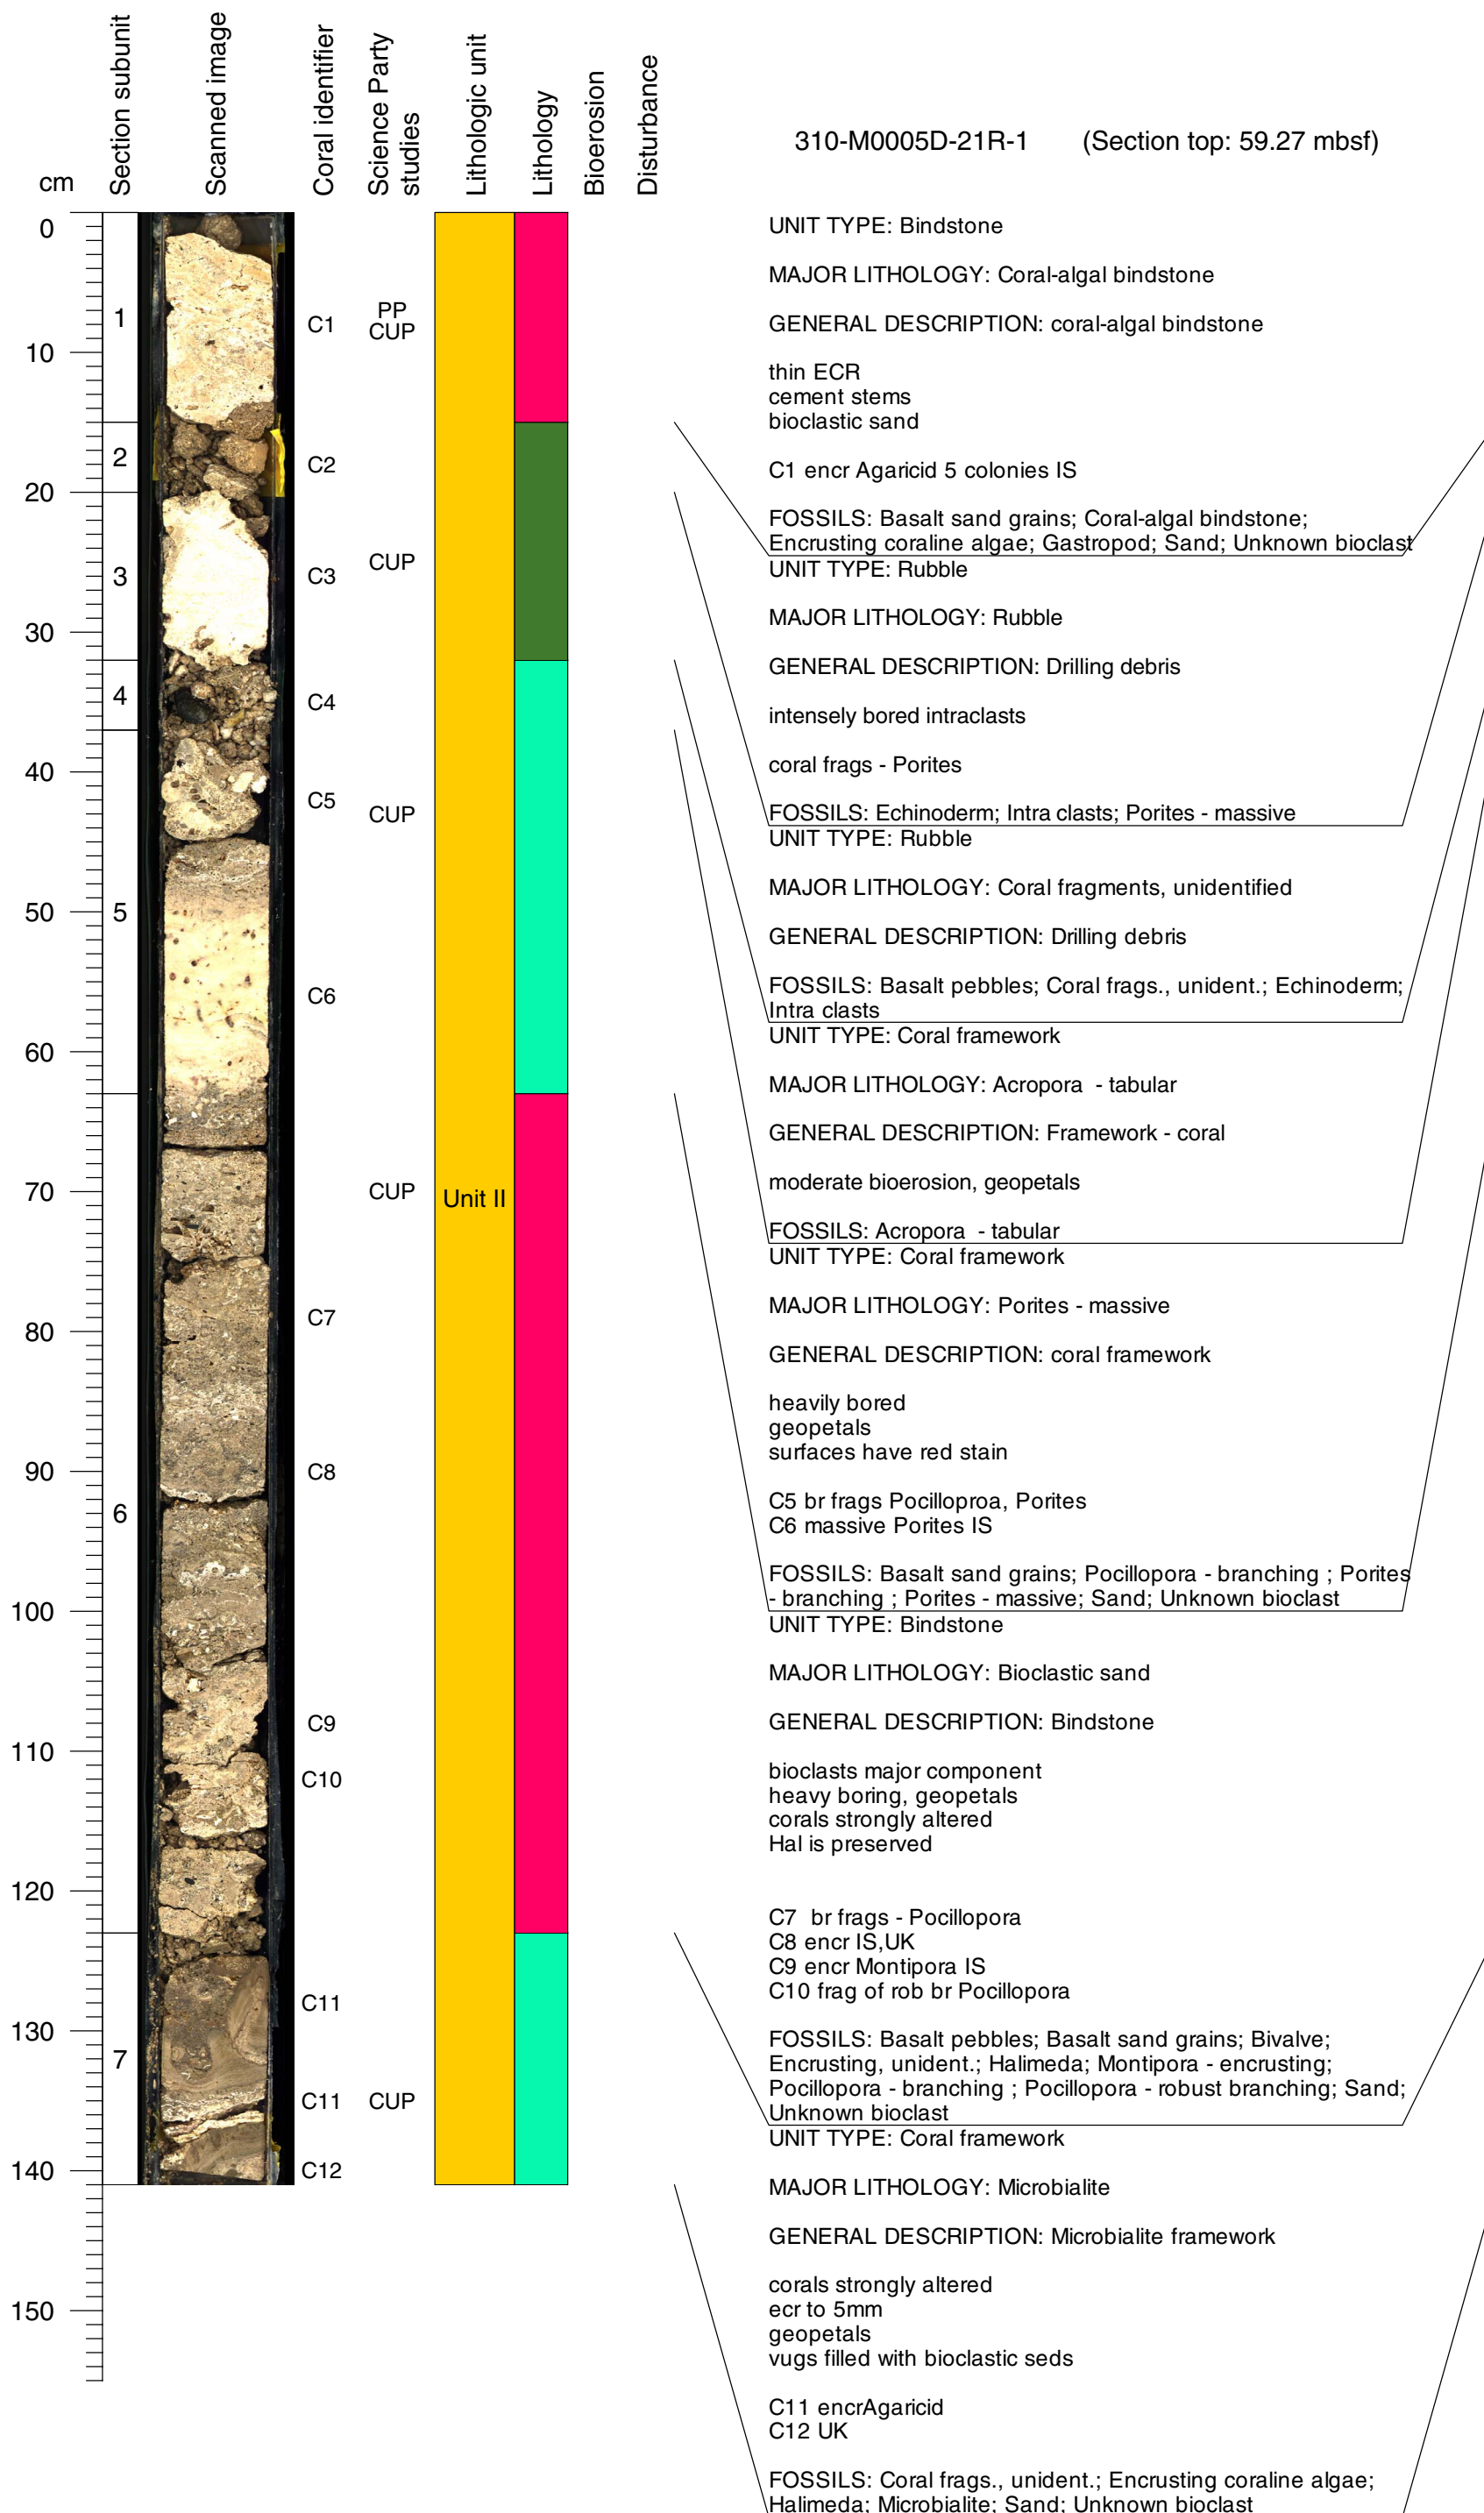 Section subunit
Scanned image
Coral identifier
Science Party
studies
Lithologic unit
Lithology
Bioerosion
Disturbance
310-M0005D-21R-1 (Section top: 59.27 mbsf)
cm
0
10
20
30
40
50
60
70
80
90
100
110
120
130
140
150
1
2
3
4
5
6
7
C1
C2
C3
C4
C5
C6
C7
C8
C9
C10
C11
C11
C12
PP
CUP
CUP
CUP
CUP
CUP
Unit II
UNIT TYPE: Bindstone
MAJOR LITHOLOGY: Coral-algal bindstone
GENERAL DESCRIPTION: coral-algal bindstone
thin ECR
cement stems
bioclastic sand
C1 encr Agaricid 5 colonies IS
FOSSILS: Basalt sand grains; Coral-algal bindstone;
Encrusting coraline algae; Gastropod; Sand; Unknown bioclast
UNIT TYPE: Rubble
MAJOR LITHOLOGY: Rubble
GENERAL DESCRIPTION: Drilling debris
intensely bored intraclasts
coral frags - Porites
FOSSILS: Echinoderm; Intra clasts; Porites - massive
UNIT TYPE: Rubble
MAJOR LITHOLOGY: Coral fragments, unidentified
GENERAL DESCRIPTION: Drilling debris
FOSSILS: Basalt pebbles; Coral frags., unident.; Echinoderm;
Intra clasts
UNIT TYPE: Coral framework
MAJOR LITHOLOGY: Acropora - tabular
GENERAL DESCRIPTION: Framework - coral
moderate bioerosion, geopetals
FOSSILS: Acropora - tabular
UNIT TYPE: Coral framework
MAJOR LITHOLOGY: Porites - massive
GENERAL DESCRIPTION: coral framework
heavily bored
geopetals
surfaces have red stain
C5 br frags Pocilloproa, Porites
C6 massive Porites IS
FOSSILS: Basalt sand grains; Pocillopora - branching ; Porites
- branching ; Porites - massive; Sand; Unknown bioclast
UNIT TYPE: Bindstone
MAJOR LITHOLOGY: Bioclastic sand
GENERAL DESCRIPTION: Bindstone
bioclasts major component
heavy boring, geopetals
corals strongly altered
Hal is preserved
C7 br frags - Pocillopora
C8 encr IS,UK
C9 encr Montipora IS
C10 frag of rob br Pocillopora
FOSSILS: Basalt pebbles; Basalt sand grains; Bivalve;
Encrusting, unident.; Halimeda; Montipora - encrusting;
Pocillopora - branching ; Pocillopora - robust branching; Sand;
Unknown bioclast
UNIT TYPE: Coral framework
MAJOR LITHOLOGY: Microbialite
GENERAL DESCRIPTION: Microbialite framework
corals strongly altered
ecr to 5mm
geopetals
vugs filled with bioclastic seds
C11 encrAgaricid
C12 UK
FOSSILS: Coral frags., unident.; Encrusting coraline algae;
Halimeda; Microbialite; Sand; Unknown bioclast